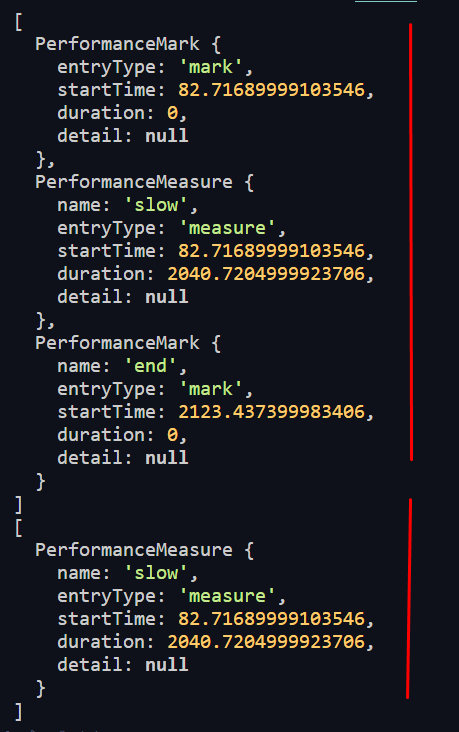 [
  PerformanceMark {
    entryType: 'mark',
    startTime: 82.71689999103546,
    duration: 0,
    detail: null
  },
  PerformanceMeasure {
    name: 'slow',
    entryType: 'measure',
    startTime: 82.71689999103546,
    duration: 2040.7204999923706,
    detail: null
  },
  PerformanceMark {
    name: 'end',
    entryType: 'mark',
    startTime: 2123.437399983406,
    duration: 0,
    detail: null
  }
]
[
  PerformanceMeasure {
    name: 'slow',
    entryType: 'measure',
    startTime: 82.71689999103546,
    duration: 2040.7204999923706,
    detail: null
  }
]